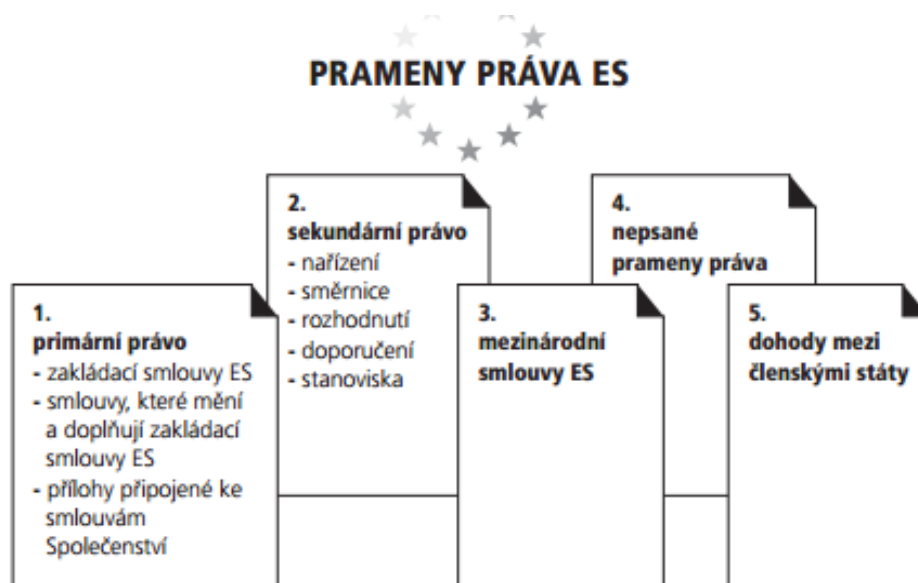 PRAMENY PRÁVA ES
1.
primární právo
- zakládací smlouvy ES
- smlouvy, které mění
a doplňují zakládací
smlouvy ES
- přílohy připojené ke
smlouvám
Společenství
2.
sekundární právo
- nařízení
- směrnice
- rozhodnutí
- doporučení
- stanoviska
3.
mezinárodní
smlouvy ES
4.
nepsané
prameny práva
5.
dohody mezi
členskými státy